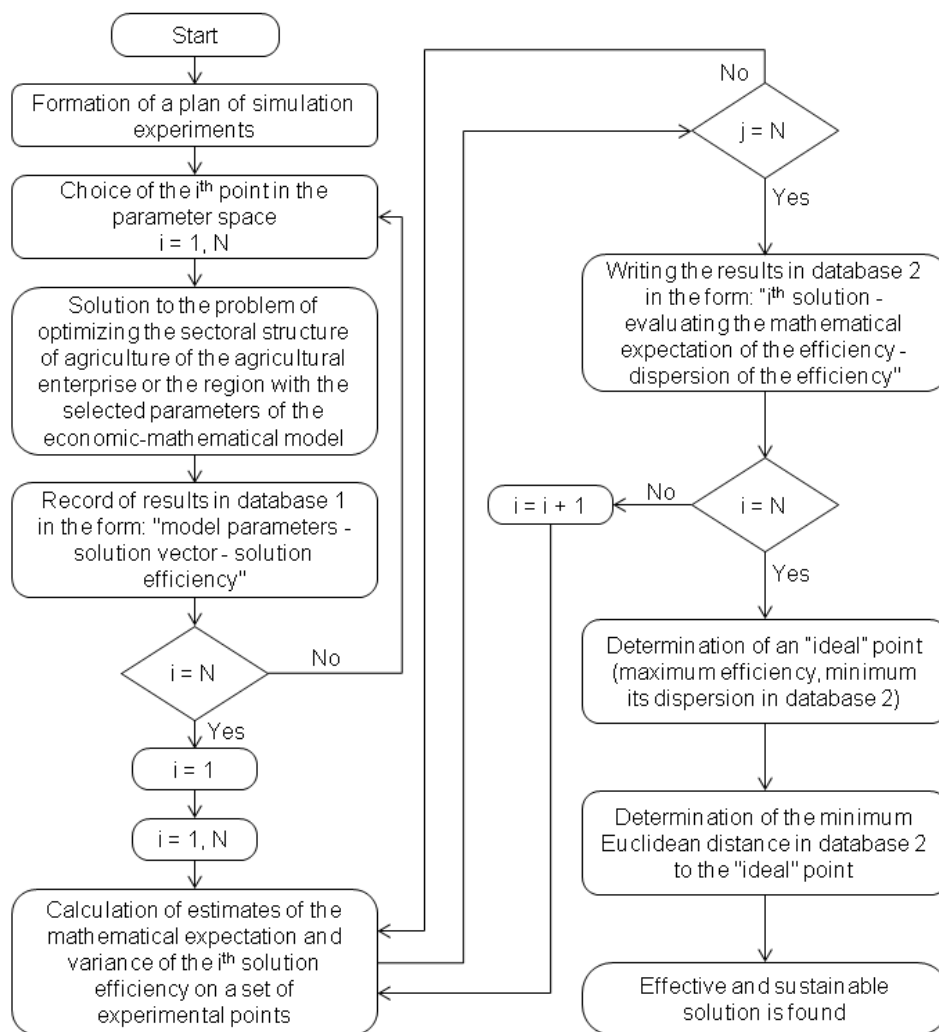 Start
Formation of a plan of simulation
experiments
Choice of the ith point in the
parameter space
i = 1, N
Solution to the problem of
optimizing the sectoral structure
of agriculture of the agricultural
enterprise or the region with the
selected parameters of the
economic-mathematical model
Record of results in database 1
in the form: "model parameters -
solution vector - solution
efficiency"
i = N
No
Yes
i = 1
i = 1, N
Calculation of estimates of the
mathematical expectation and
variance of the ith solution
efficiency on a set of
experimental points
No
j = N
Yes
Writing the results in database 2
in the form: "ith solution -
evaluating the mathematical
expectation of the efficiency -
dispersion of the efficiency"
i = i + 1
No
i = N
Yes
Determination of an "ideal" point
(maximum efficiency, minimum
its dispersion in database 2)
Determination of the minimum
Euclidean distance in database 2
to the "ideal" point
Effective and sustainable
solution is found